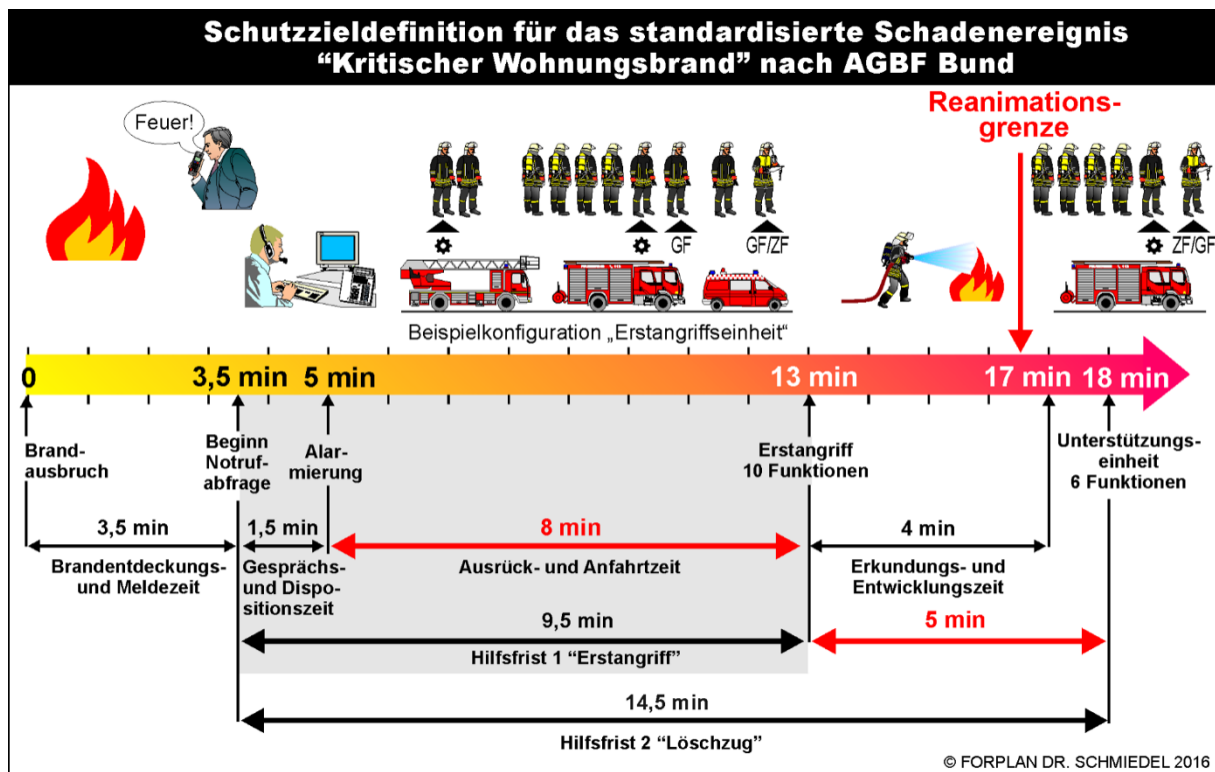 Schutzzieldefinition für das standardisierte Schadenereignis
“Kritischer Wohnungsbrand” nach AGBF Bund
Feuer!
Reanimations-
grenze
GF
GF/ZF
ZF/GF
Beispielkonfiguration „Erstangriffseinheit“
0
3,5 min
5 min
13 min
17 min
18 min
Brand-
ausbruch
Beginn
Notruf-
abfrage
Alar-
mierung
Erstangriff
10 Funktionen
Unterstützungs-
einheit
6 Funktionen
3,5 min
Brandentdeckungs-
und Meldezeit
1,5 min
Gesprächs-
und Dispo-
sitionszeit
8 min
Ausrück- und Anfahrtzeit
4 min
Erkundungs- und
Entwicklungszeit
9,5 min
Hilfsfrist 1 “Erstangriff”
5 min
14,5 min
Hilfsfrist 2 “Löschzug”
© FORPLAN DR. SCHMIEDEL 2016